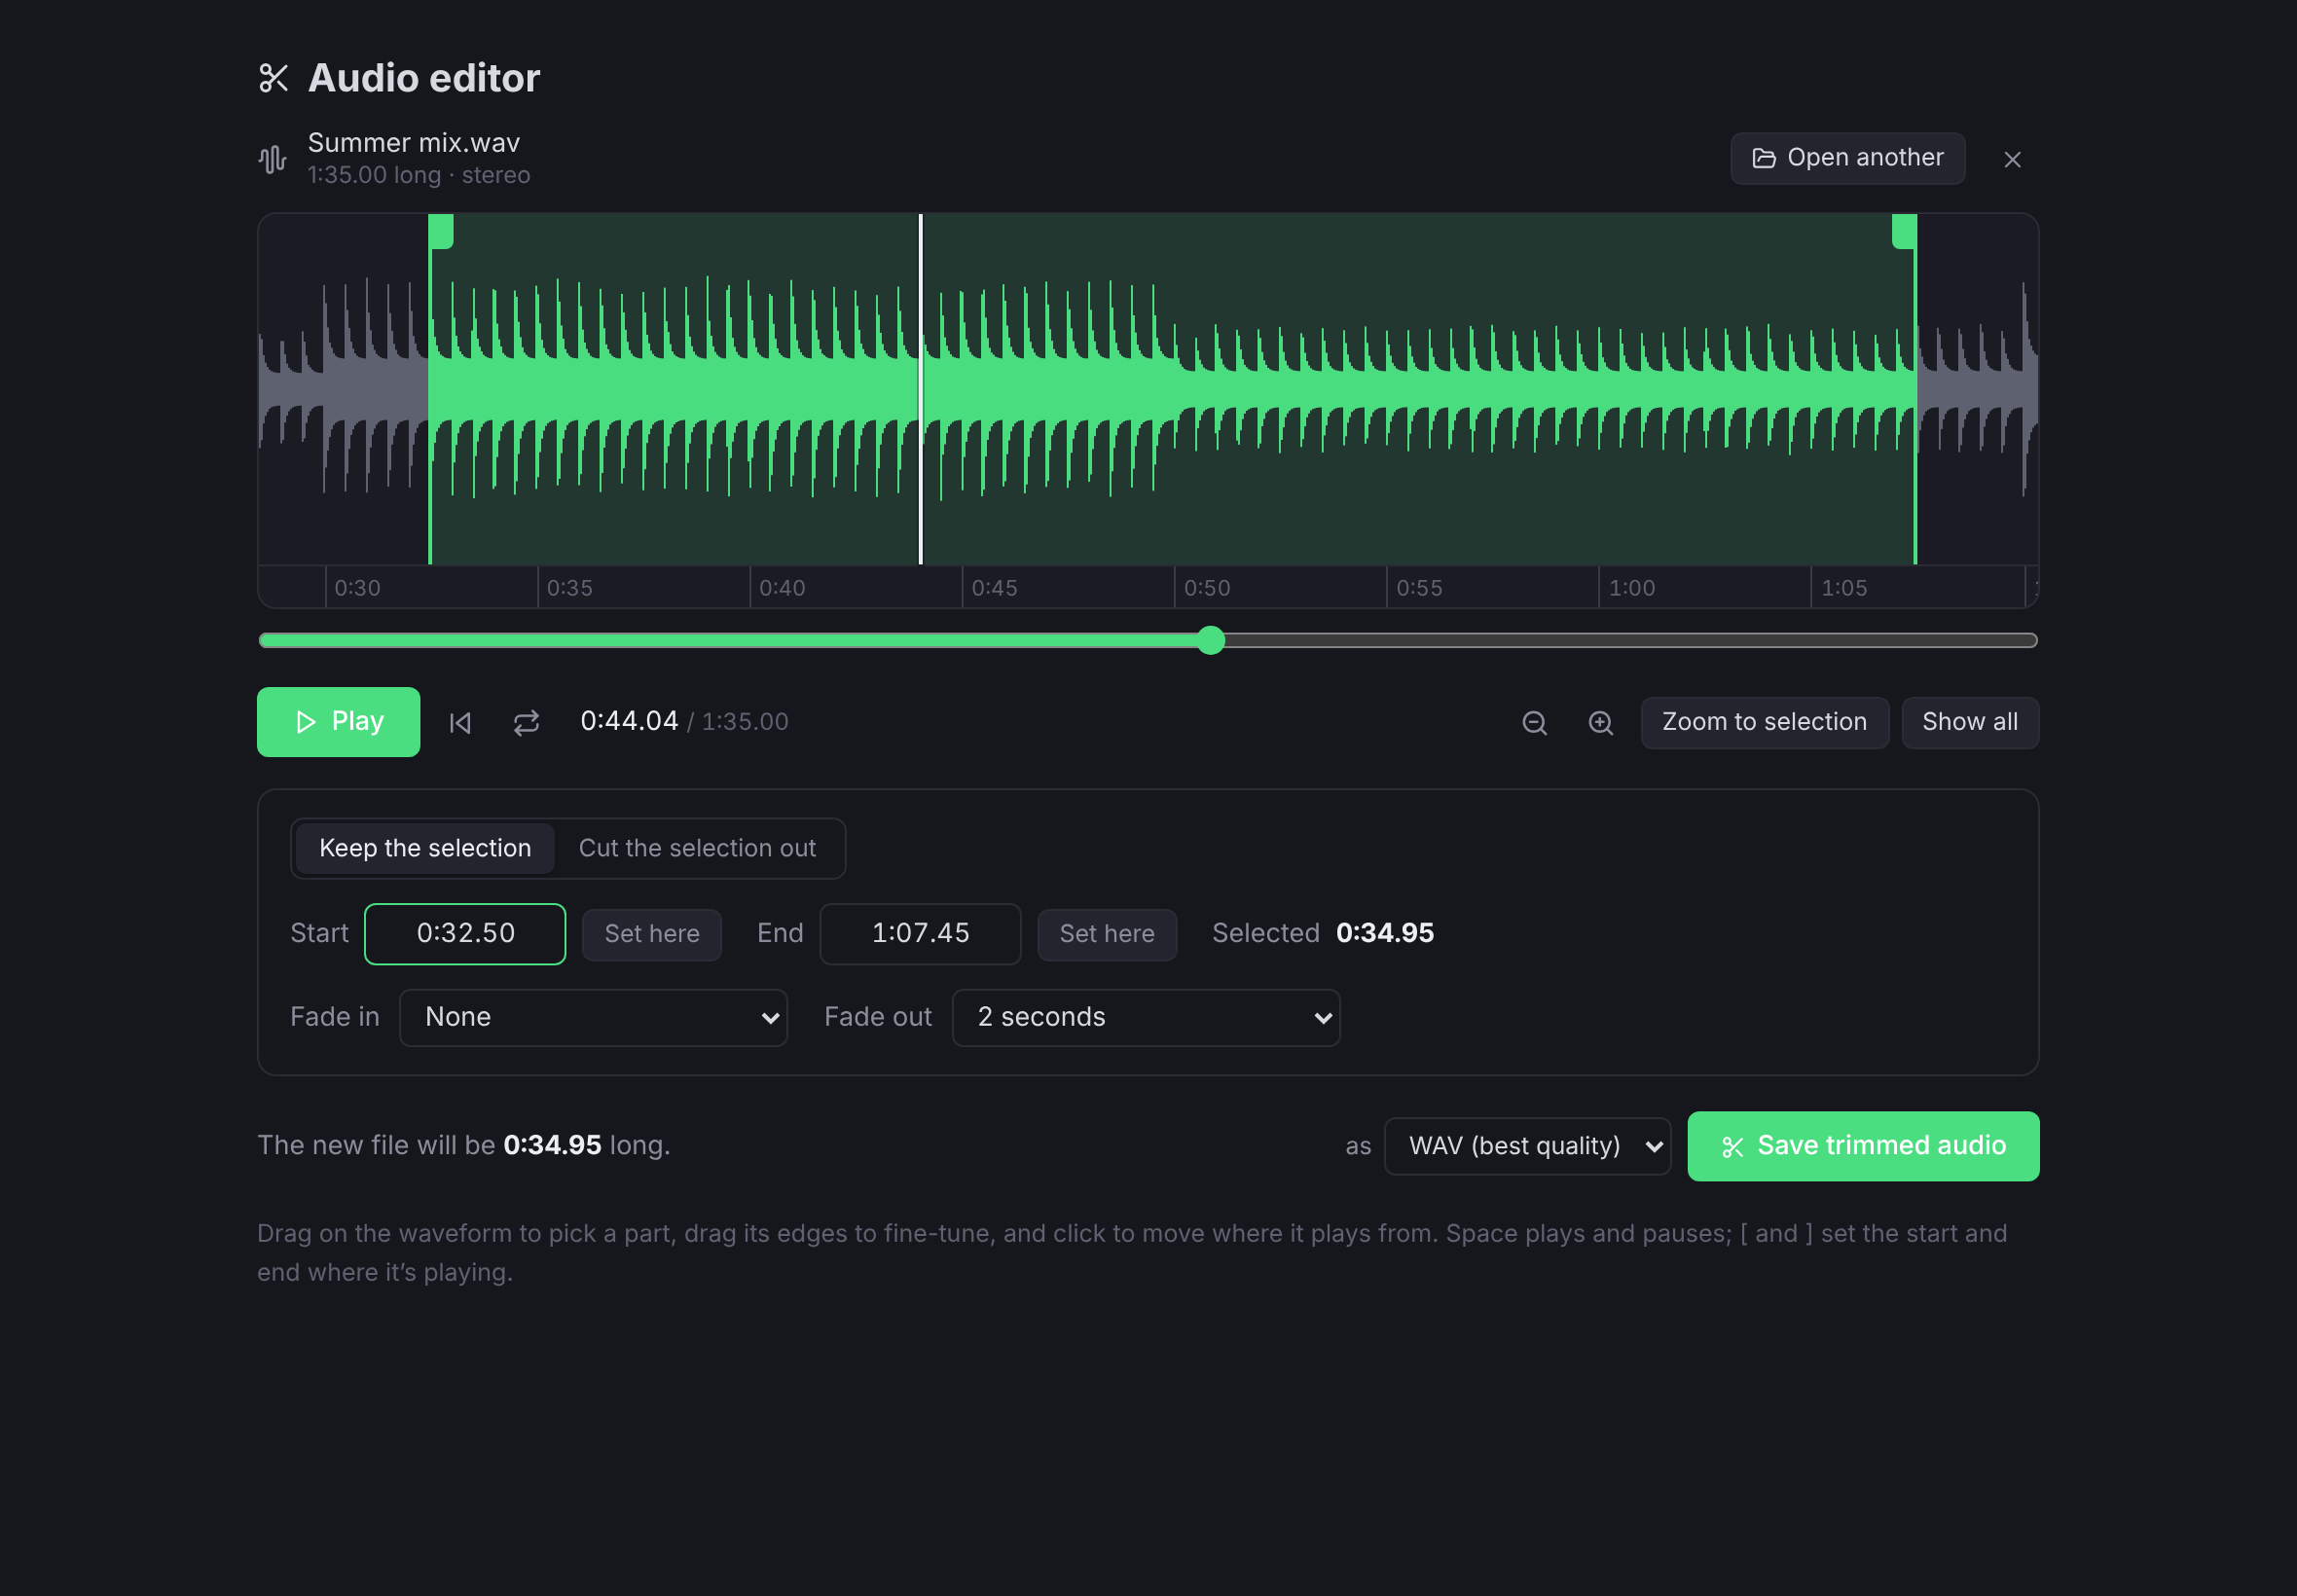 Audio editor
Summer mix.wav
1:35.00 long · stereo
Open another
0:30 0:35 0:40 0:45 0:50 0:55 1:00 1:05
Play 0:44.04 / 1:35.00 Zoom to selection Show all
Keep the selection Cut the selection out
Start 0:32.50 Set here End 1:07.45 Set here Selected 0:34.95
Fade in None Fade out 2 seconds
The new file will be 0:34.95 long. as WAV (best quality) Save trimmed audio
Drag on the waveform to pick a part, drag its edges to fine-tune, and click to move where it plays from. Space plays and pauses; [ and ] set the start and
end where it’s playing.